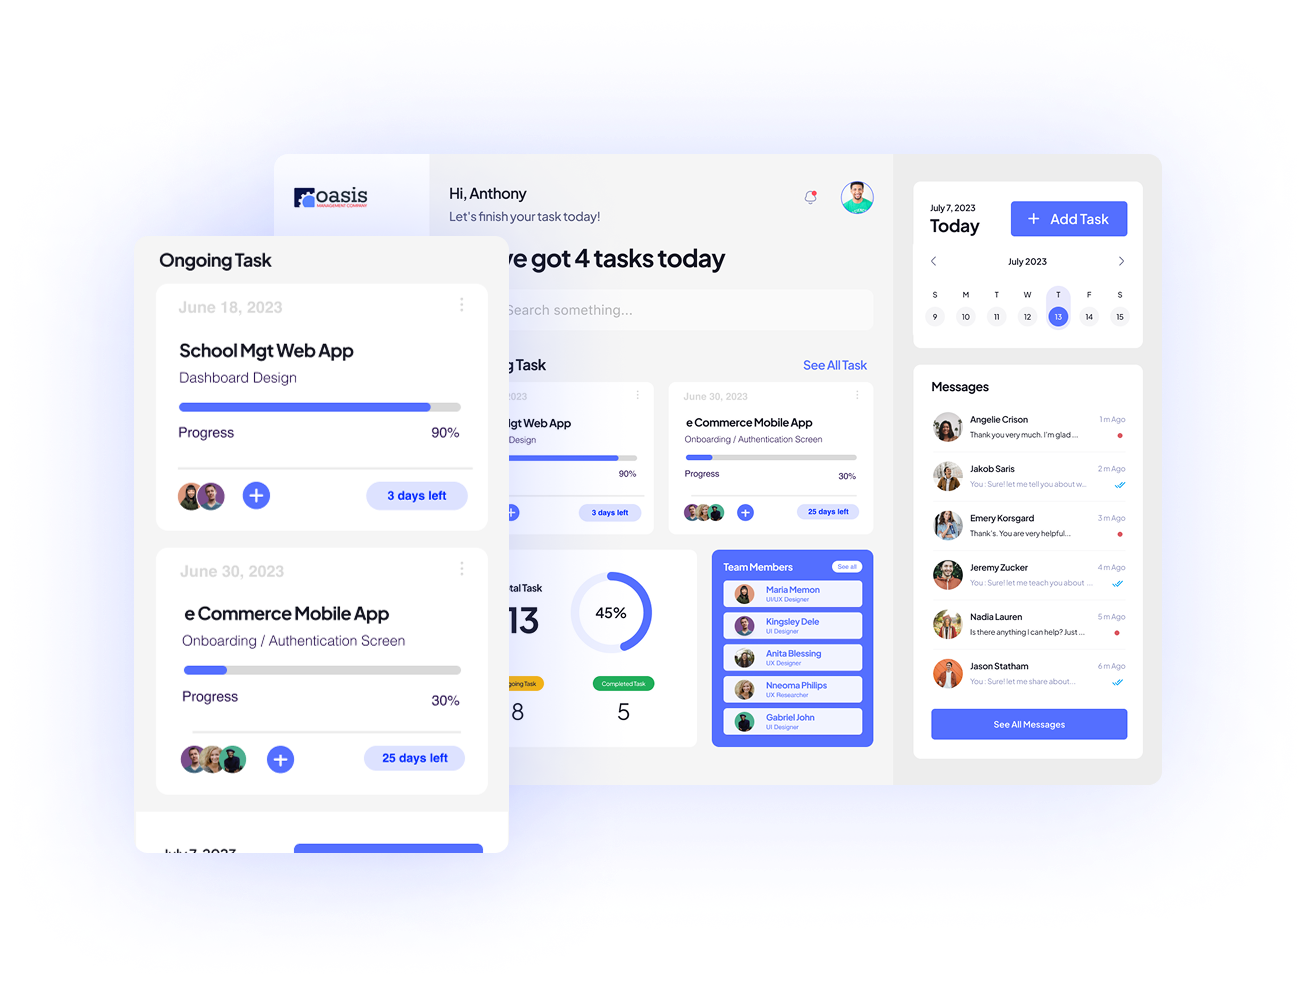 oasis
MANAGEMENT COMPANY
Hi, Anthony
Let's finish your task today!
got 4 tasks today
Search something...
Task
See All Task
2023
Web App
Design
90%
3 days left
June 30, 2023
e Commerce Mobile App
Onboarding / Authentication Screen
Progress
30%
25 days left
Task
13
45%
Task
8
Completed Task
5
Team Members
See all
Maria Memon
UI/UX Designer
Kingsley Dele
UI Designer
Anita Blessing
UX Designer
Nneoma Philips
UX Researcher
Gabriel John
UI Designer
Ongoing Task
June 18, 2023
School Mgt Web App
Dashboard Design
Progress
90%
3 days left
June 30, 2023
e Commerce Mobile App
Onboarding / Authentication Screen
Progress
30%
25 days left
July 7, 2023
July 7, 2023
Today
+ Add Task
July 2023
S M T W T F S
9 10 11 12 13 14 15
Messages
Angelie Crison
1 m Ago
Thank you very much. I'm glad ...
Jakob Saris
2 m Ago
You : Sure! let me tell you about w...
Emery Korsgard
3 m Ago
Thank's. You are very helpful...
Jeremy Zucker
4 m Ago
You : Sure! let me teach you about ...
Nadia Lauren
5 m Ago
Is there anything I can help? Just ...
Jason Statham
6 m Ago
You : Sure! let me share about...
See All Messages